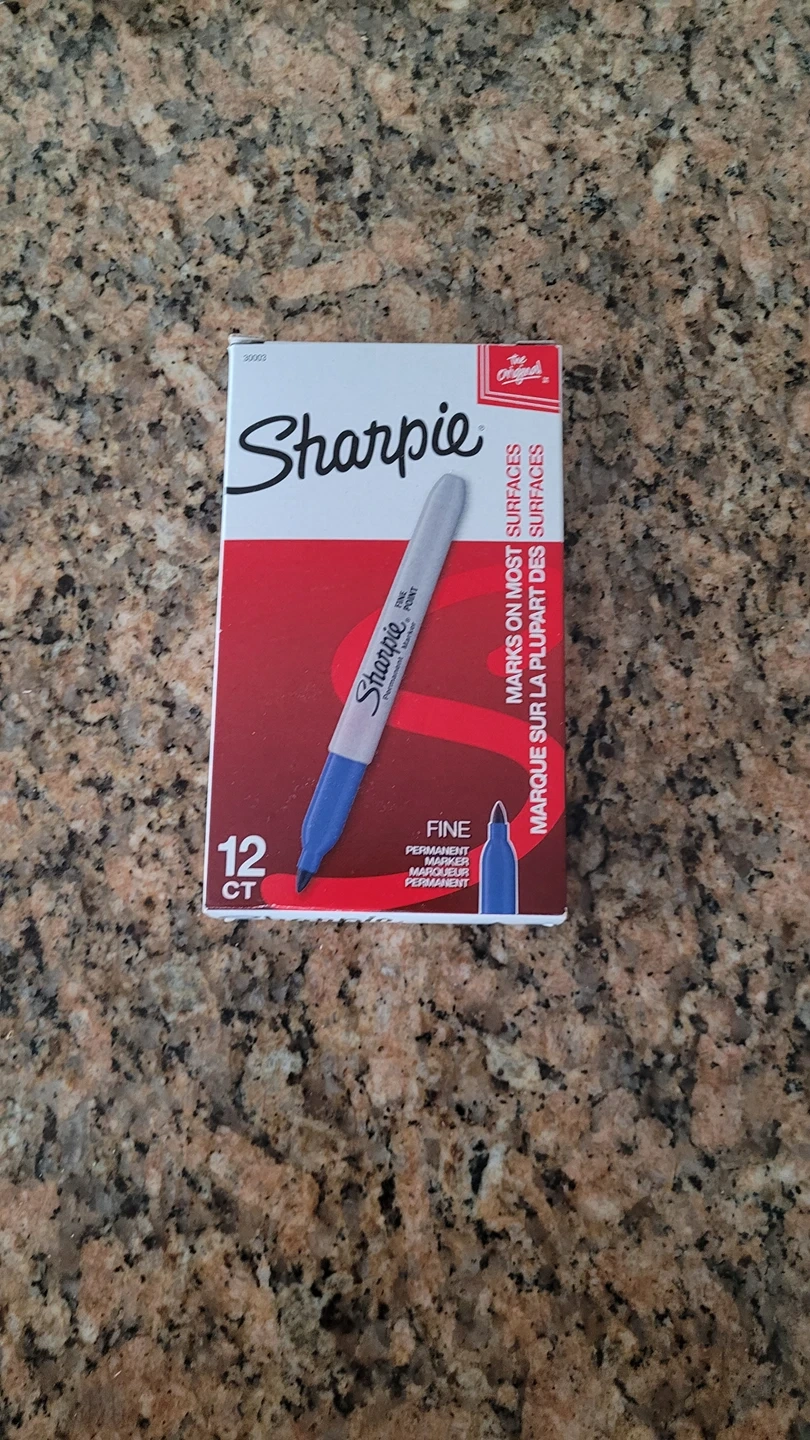 30003
The
Original
Sharpie®
MARKS ON MOST SURFACES
MARQUE SUR LA PLUPART DES SURFACES
Sharpie®
Permanent Marker
FINE
POINT
FINE
PERMANENT
MARKER
MARQUEUR
PERMANENT
12
CT